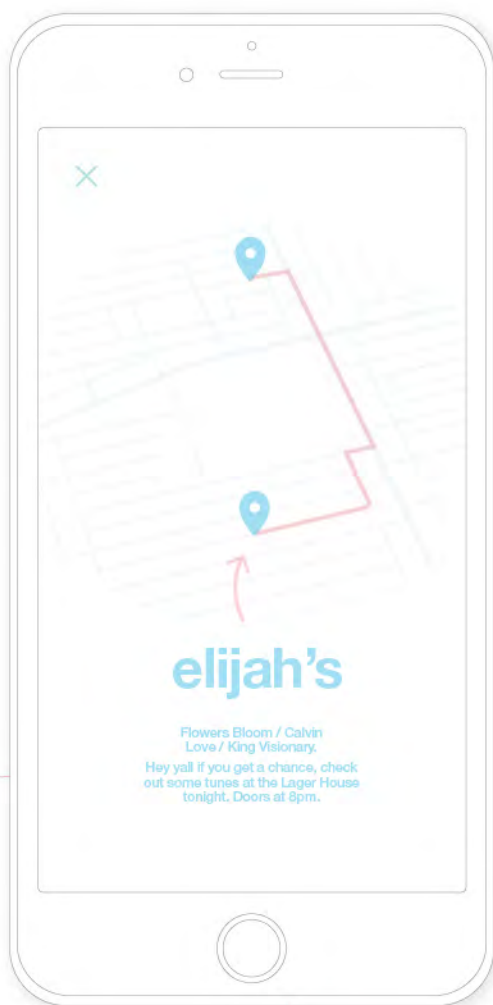 elijah's
Flowers Bloom / Calvin
Love / King Visionary.
Hey yall if you get a chance, check
out some tunes at the Lager House
tonight. Doors at 8pm.